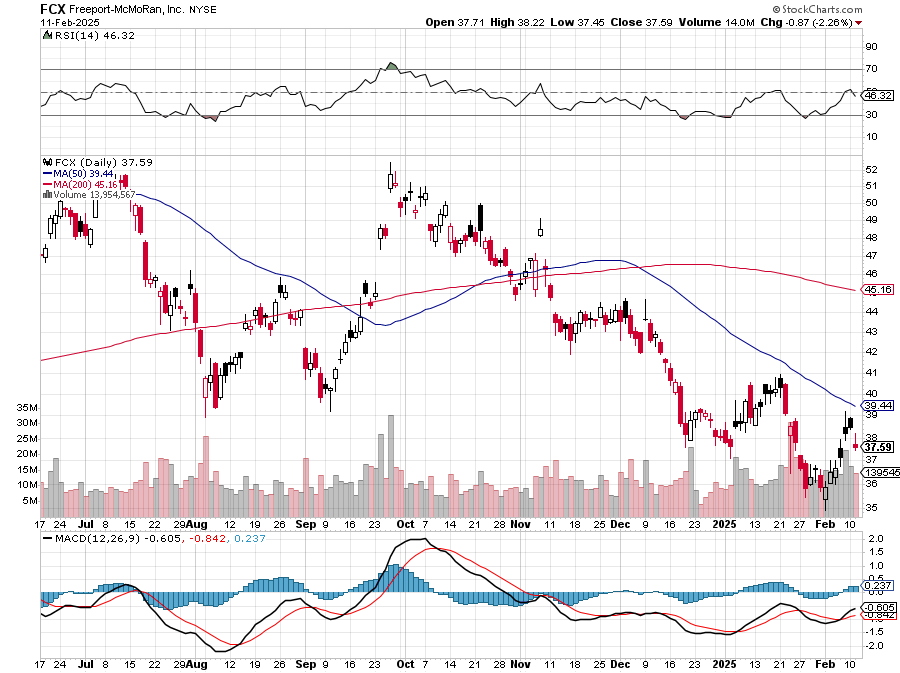 FCX Freeport-McMoRan, Inc. NYSE © StockCharts.com
11-Feb-2025 Open 37.71 High 38.22 Low 37.45 Close 37.59 Volume 14.0M Chg -0.87 (-2.26%)
RSI(14) 46.32
90
70
50
46.32
30
10
FCX (Daily) 37.59
MA(50) 39.44
MA(200) 45.16
Volume 13,954,567
52
51
50
49
48
47
46
45.16
44
43
42
41
40
39.44
39
38
37.59
37
139545
36
35
35M
30M
25M
20M
15M
10M
5M
17 24 Jul 8 15 22 29 Aug 12 19 26 Sep 9 16 23 Oct 7 14 21 28 Nov 11 18 25 Dec 9 16 23 2025 13 21 27 Feb 10
MACD(12,26,9) -0.605, -0.842, 0.237
2.0
1.5
1.0
0.5
0.237
0.0
-0.605
-0.842
-1.5
-2.0
17 24 Jul 8 15 22 29 Aug 12 19 26 Sep 9 16 23 Oct 7 14 21 28 Nov 11 18 25 Dec 9 16 23 2025 13 21 27 Feb 10